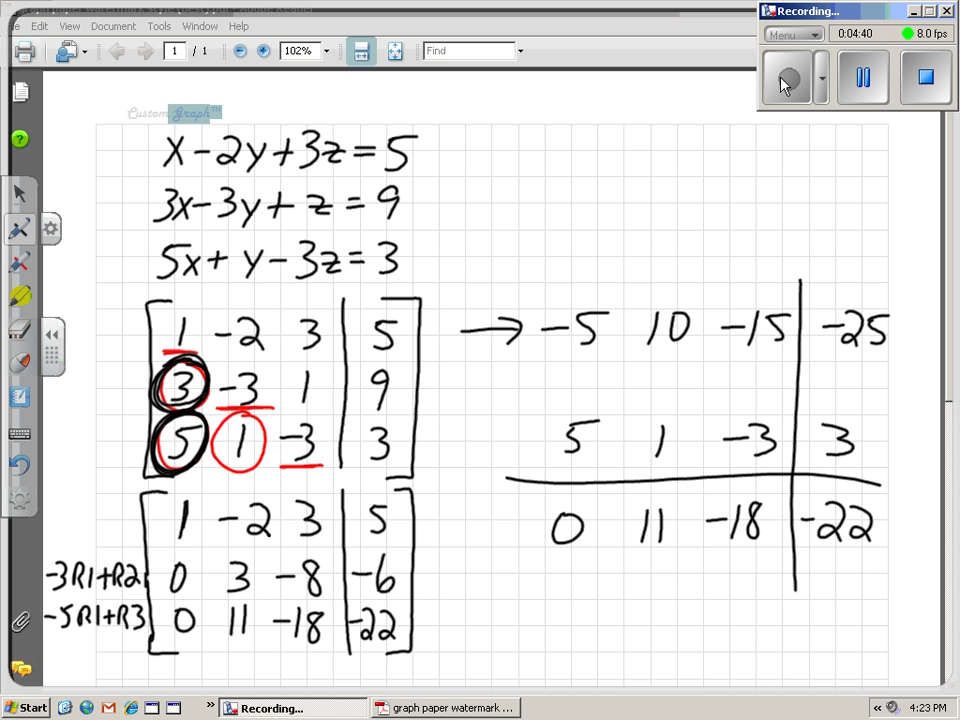 Recording...
File Edit View Document Tools Window Help
Menu 0:04:40 8.0 fps
1 / 1 102% Find
Custom Graph™
x-2y+3z=5
3x-3y+z=9
5x+y-3z=3
1 -2 3 5 → -5 10 -15 -25
3 -3 1 9
5 1 -3 3 5 1 -3 3
1 -2 3 5 0 11 -18 -22
-3R1+R2 0 3 -8 -6
-5R1+R3 0 11 -18 -22
Start » Recording... graph paper watermark ... « 4:23 PM